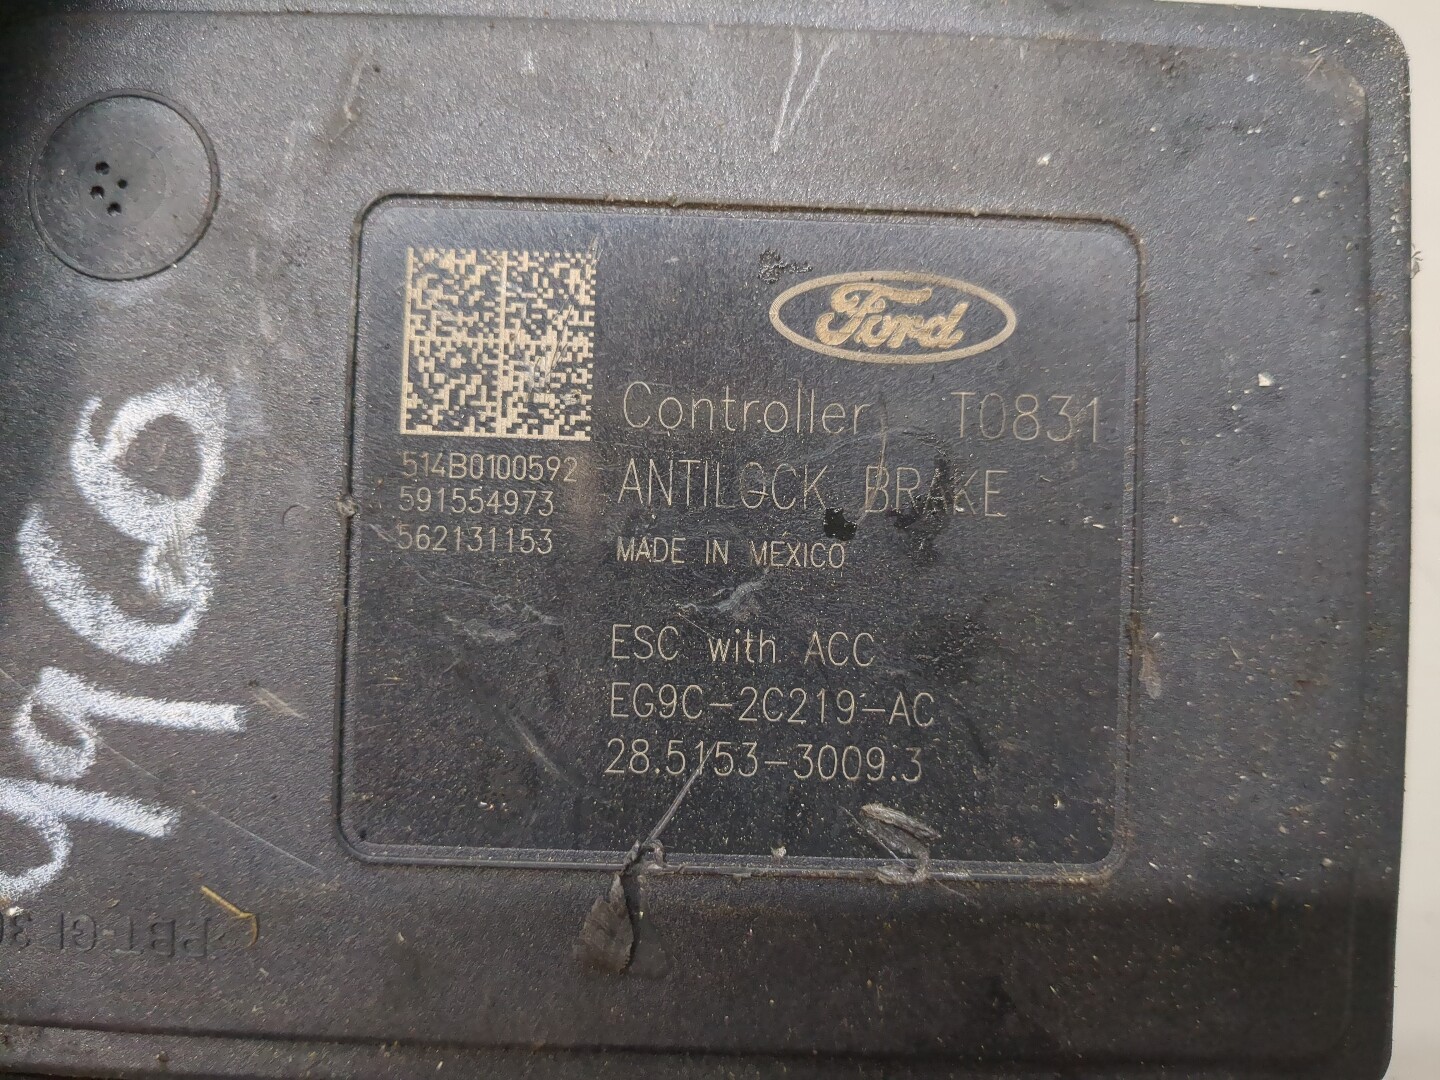 Ford
Controller T0831
ANTILOCK BRAKE
MADE IN MEXICO
514B0100592
591554973
562131153
ESC with ACC
EG9C-2C219-AC
28.5153-3009.3